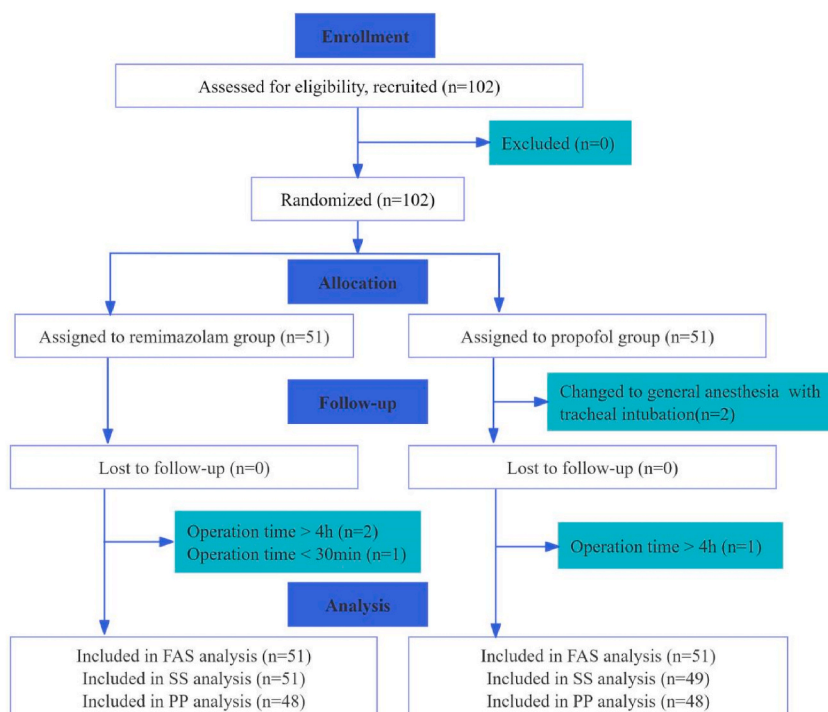 Enrollment
Assessed for eligibility, recruited (n=102)
Excluded (n=0)
Randomized (n=102)
Allocation
Assigned to remimazolam group (n=51)
Assigned to propofol group (n=51)
Changed to general anesthesia with
tracheal intubation(n=2)
Follow-up
Lost to follow-up (n=0)
Lost to follow-up (n=0)
Operation time > 4h (n=2)
Operation time < 30min (n=1)
Operation time > 4h (n=1)
Analysis
Included in FAS analysis (n=51)
Included in SS analysis (n=51)
Included in PP analysis (n=48)
Included in FAS analysis (n=51)
Included in SS analysis (n=49)
Included in PP analysis (n=48)